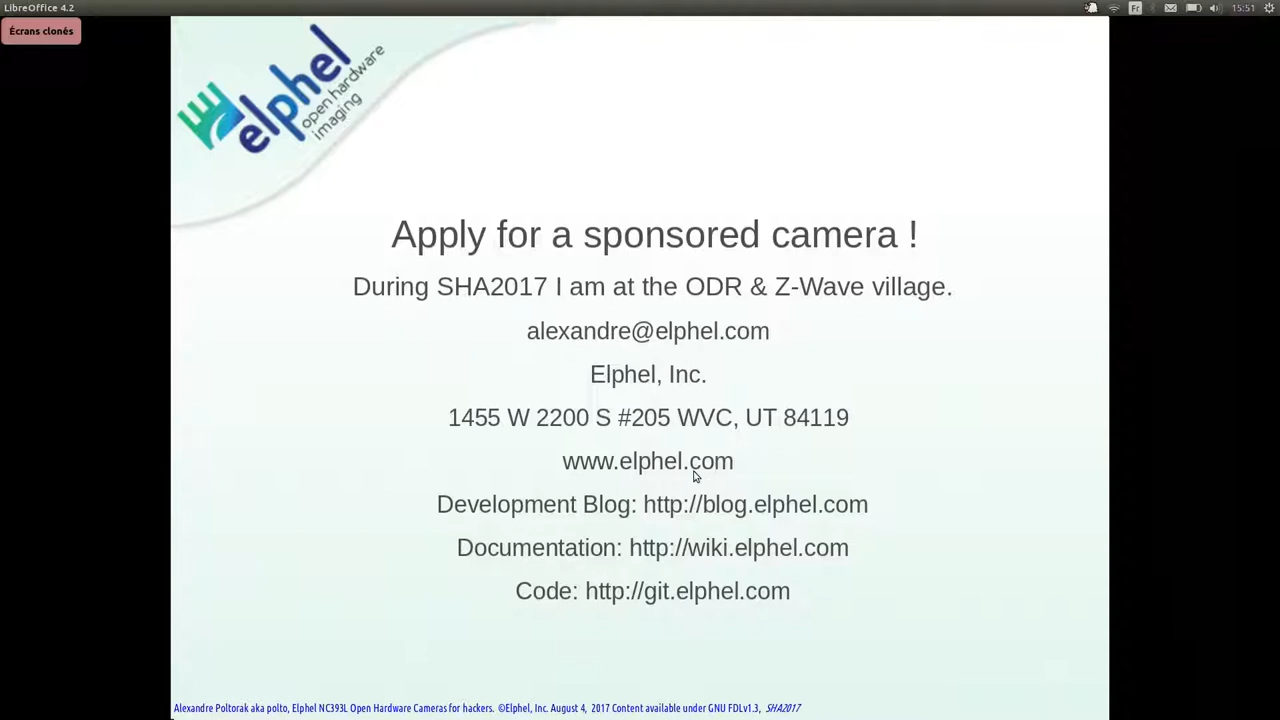 LibreOffice 4.2
Fr
15:51
Écrans clonés
elphel
open hardware
imaging
Apply for a sponsored camera !
During SHA2017 I am at the ODR & Z-Wave village.
alexandre@elphel.com
Elphel, Inc.
1455 W 2200 S #205 WVC, UT 84119
www.elphel.com
Development Blog: http://blog.elphel.com
Documentation: http://wiki.elphel.com
Code: http://git.elphel.com
Alexandre Poltorak aka polto, Elphel NC393L Open Hardware Cameras for hackers. ©Elphel, Inc. August 4, 2017 Content available under GNU FDLv1.3, SHA2017